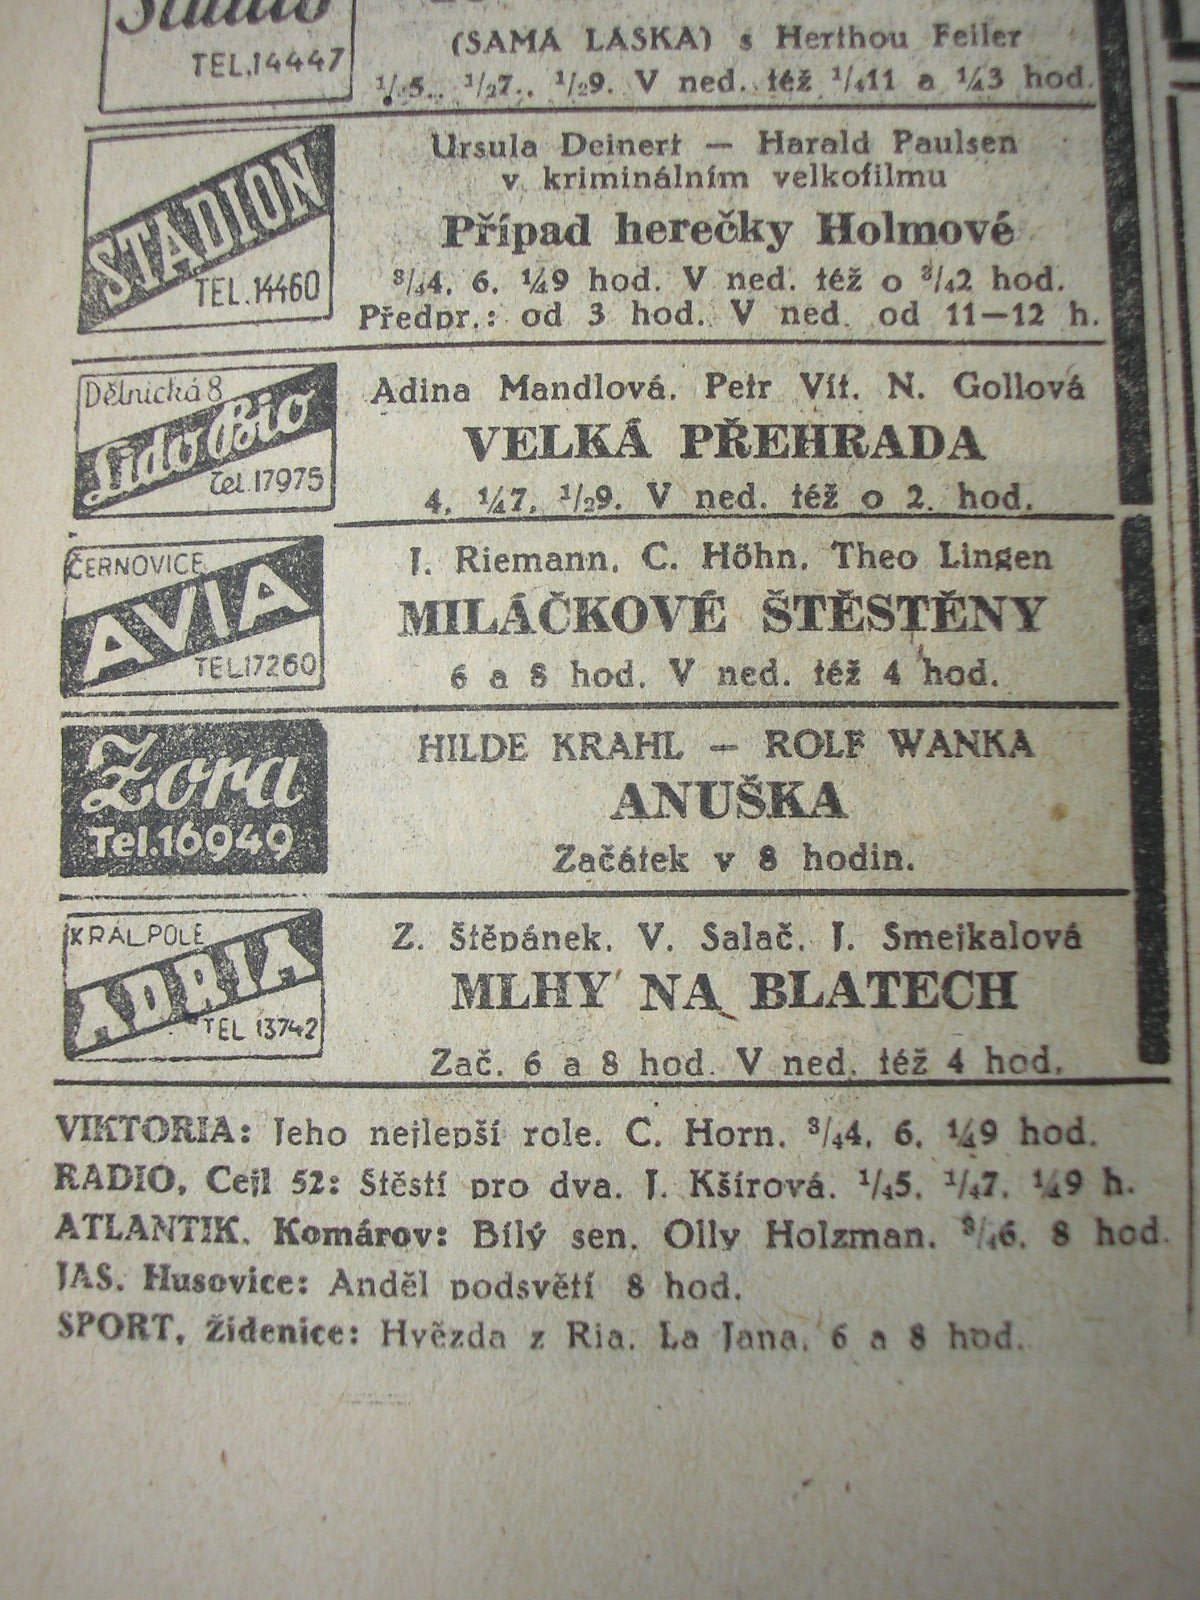 Studio
TEL.14447
(SAMA LASKA) s Herthou Feiler
1/25., 1/27., 1/29. V ned. též 1/411 a 1/43 hod.
STADION
TEL.14460
Ursula Deinert — Harald Paulsen
v kriminálním velkofilmu
Případ herečky Holmové
3/44, 6, 1/49 hod. V ned. též o 3/42 hod.
Předpr.: od 3 hod. V ned. od 11—12 h.
Dělnická 8
Lido Bio
Tel.17975
Adina Mandlová, Petr Vít, N. Gollová
VELKÁ PŘEHRADA
4, 1/47, 1/29. V ned. též o 2. hod.
ČERNOVICE
AVIA
TEL.17260
J. Riemann, C. Höhn, Theo Lingen
MILÁČKOVÉ ŠTĚSTĚNY
6 a 8 hod. V ned. též 4 hod.
Zora
Tel.16949
HILDE KRAHL — ROLF WANKA
ANUŠKA
Začátek v 8 hodin.
KRÁL.POLE
ADRIA
TEL 13742
Z. Štěpánek, V. Salač, J. Smejkalová
MLHY NA BLATECH
Zač. 6 a 8 hod. V ned. též 4 hod.
VIKTORIA: Jeho nejlepší role. C. Horn. 3/44, 6, 1/49 hod.
RADIO, Cejl 52: Štěstí pro dva. J. Kšírová. 1/45, 1/47, 1/49 h.
ATLANTIK, Komárov: Bílý sen. Olly Holzman. 3/46, 8 hod.
JAS, Husovice: Anděl podsvětí 8 hod.
SPORT, Židenice: Hvězda z Ria. La Jana. 6 a 8 hod.